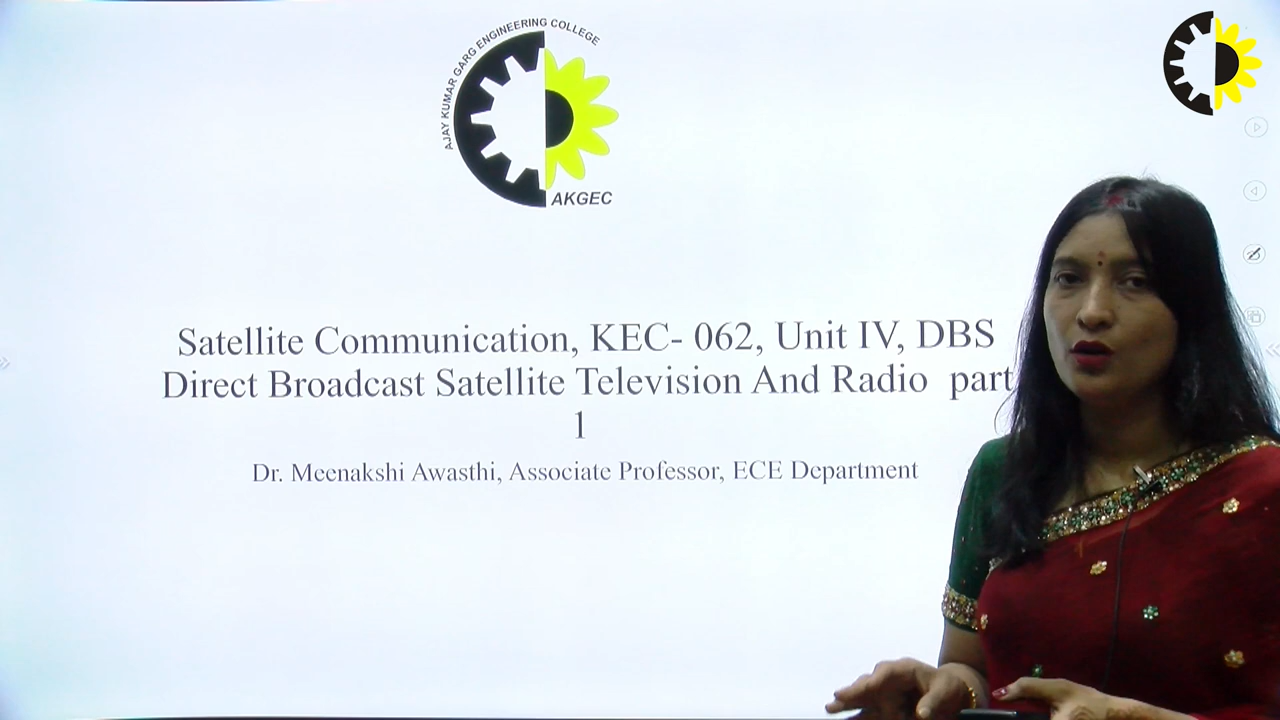 AJAY KUMAR GARG ENGINEERING COLLEGE
AKGEC
Satellite Communication, KEC- 062, Unit IV, DBS
Direct Broadcast Satellite Television And Radio part
1
Dr. Meenakshi Awasthi, Associate Professor, ECE Department